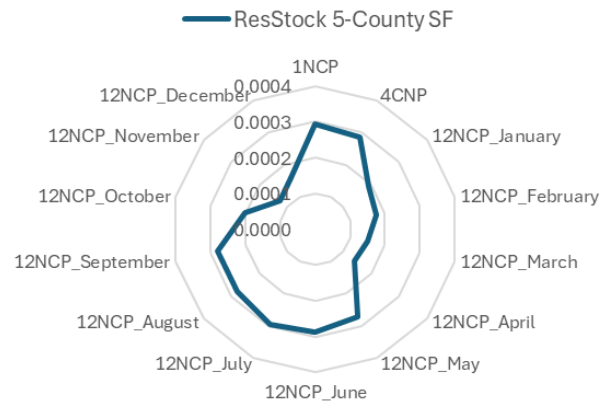 ResStock 5-County SF
1NCP
4CNP
12NCP_January
12NCP_February
12NCP_March
12NCP_April
12NCP_May
12NCP_June
12NCP_July
12NCP_August
12NCP_September
12NCP_October
12NCP_November
12NCP_December
0.0004
0.0003
0.0002
0.0001
0.0000